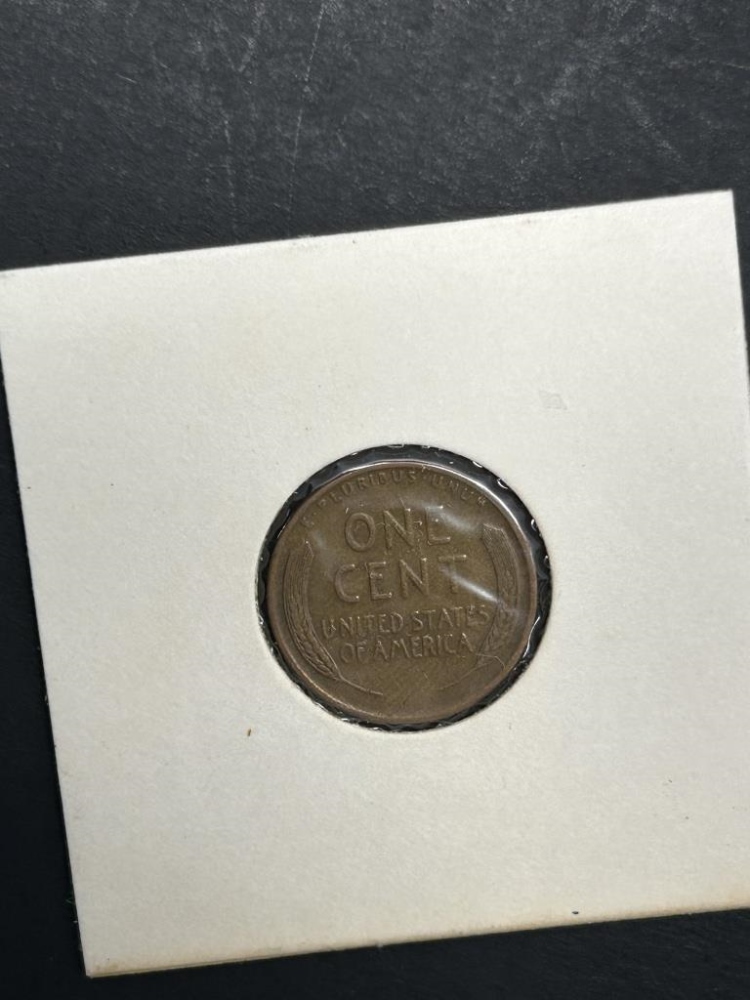 E PLURIBUS UNUM
ONE
CENT
UNITED STATES
OF AMERICA